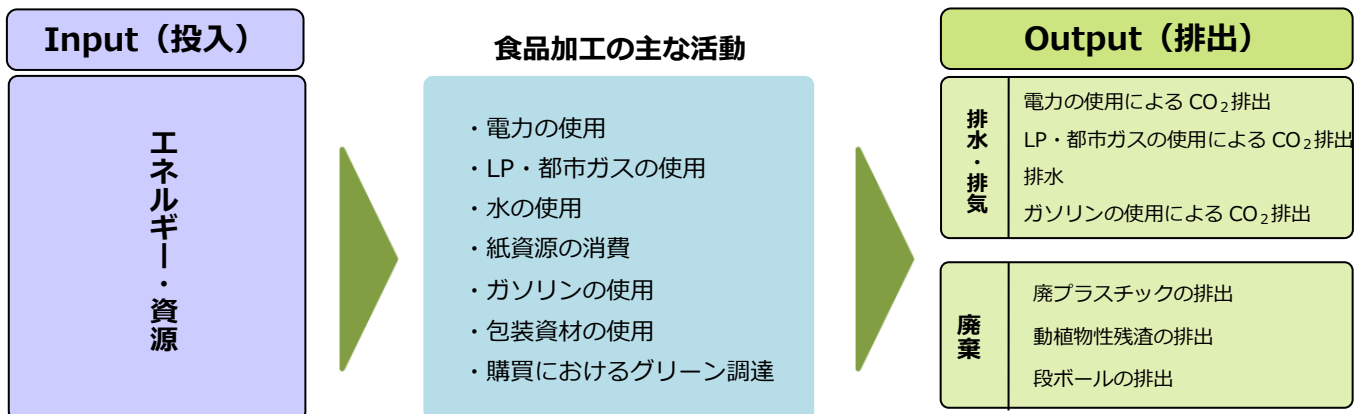 Input（投入）
エネルギー・資源
食品加工の主な活動
・電力の使用
・LP・都市ガスの使用
・水の使用
・紙資源の消費
・ガソリンの使用
・包装資材の使用
・購買におけるグリーン調達
Output（排出）
排水・排気
電力の使用による CO₂排出
LP・都市ガスの使用による CO₂排出
排水
ガソリンの使用による CO₂排出
廃棄
廃プラスチックの排出
動植物性残渣の排出
段ボールの排出